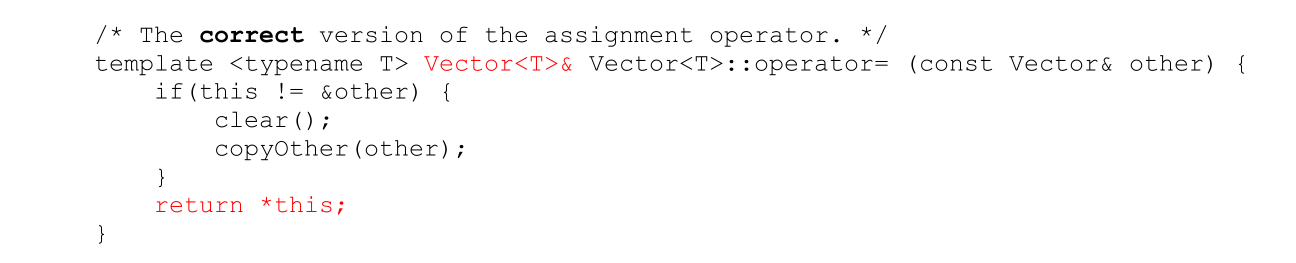 /* The correct version of the assignment operator. */
template <typename T> Vector<T>& Vector<T>::operator= (const Vector& other) {
    if(this != &other) {
        clear();
        copyOther(other);
    }
    return *this;
}